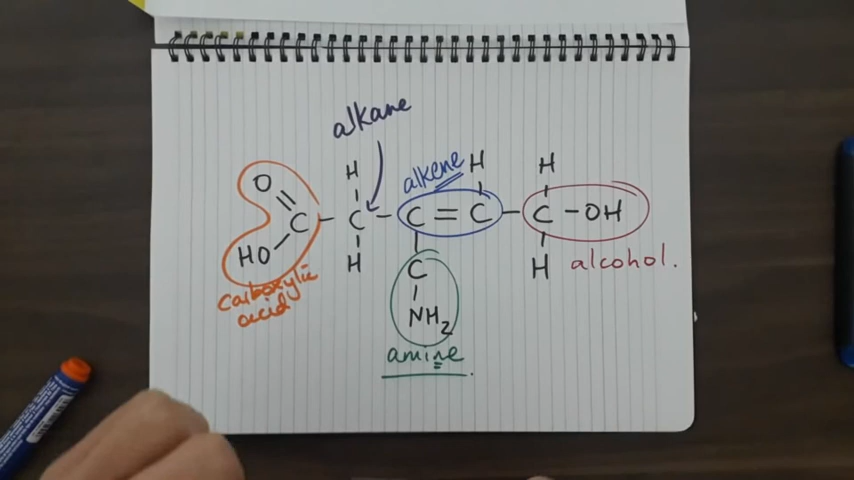 alkane
alkene H H
O H
C - C - C = C - C - OH
HO H H alcohol.
carboxylic
acid
C
NH2
amine